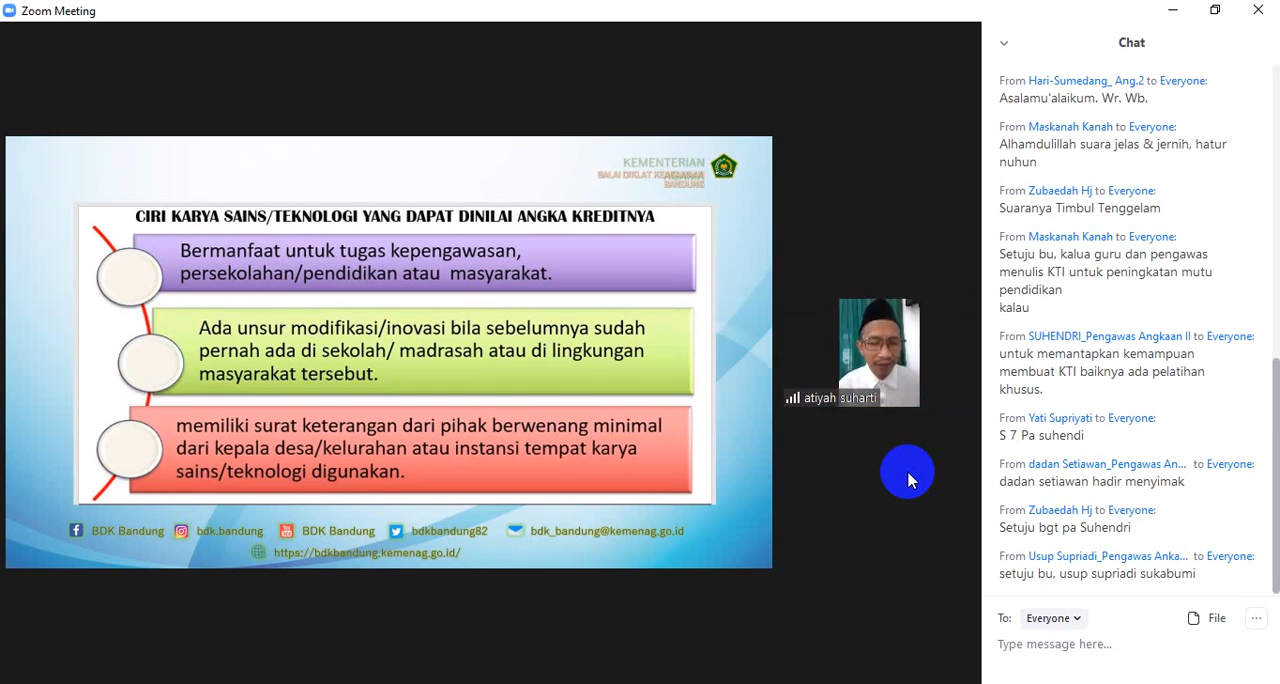 Zoom Meeting
KEMENTERIAN
BALAI DIKLAT KEAGAMAAN
BANDUNG
CIRI KARYA SAINS/TEKNOLOGI YANG DAPAT DINILAI ANGKA KREDITNYA
Bermanfaat untuk tugas kepengawasan,
persekolahan/pendidikan atau masyarakat.
Ada unsur modifikasi/inovasi bila sebelumnya sudah
pernah ada di sekolah/ madrasah atau di lingkungan
masyarakat tersebut.
memiliki surat keterangan dari pihak berwenang minimal
dari kepala desa/kelurahan atau instansi tempat karya
sains/teknologi digunakan.
BDK Bandung bdk.bandung BDK Bandung bdkbandung82 bdk_bandung@kemenag.go.id
https://bdkbandung.kemenag.go.id/
atiyah suharti
Chat
From Hari-Sumedang_ Ang.2 to Everyone:
Asalamu'alaikum. Wr. Wb.
From Maskanah Kanah to Everyone:
Alhamdulillah suara jelas & jernih, hatur
nuhun
From Zubaedah Hj to Everyone:
Suaranya Timbul Tenggelam
From Maskanah Kanah to Everyone:
Setuju bu, kalua guru dan pengawas
menulis KTI untuk peningkatan mutu
pendidikan
kalau
From SUHENDRI_Pengawas Angkaan II to Everyone:
untuk memantapkan kemampuan
membuat KTI baiknya ada pelatihan
khusus.
From Yati Supriyati to Everyone:
S 7 Pa suhendi
From dadan Setiawan_Pengawas An... to Everyone:
dadan setiawan hadir menyimak
From Zubaedah Hj to Everyone:
Setuju bgt pa Suhendri
From Usup Supriadi_Pengawas Anka... to Everyone:
setuju bu, usup supriadi sukabumi
To: Everyone File
Type message here...